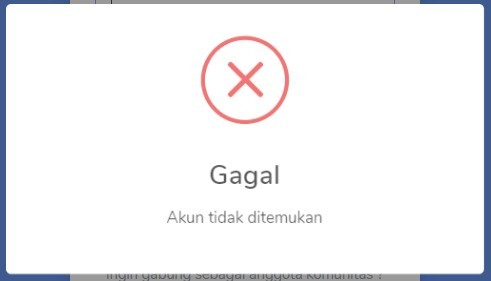 Gagal
Akun tidak ditemukan
Ingin gabung sebagai anggota komunitas ?